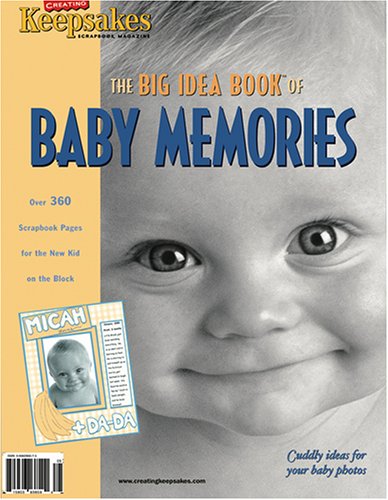 CREATING
Keepsakes
SCRAPBOOK MAGAZINE
THE BIG IDEA BOOK™ OF
BABY MEMORIES
Over 360
Scrapbook Pages
for the New Kid
on the Block
MICAH
+ DA-DA
Cuddly ideas for
your baby photos
www.creatingkeepsakes.com